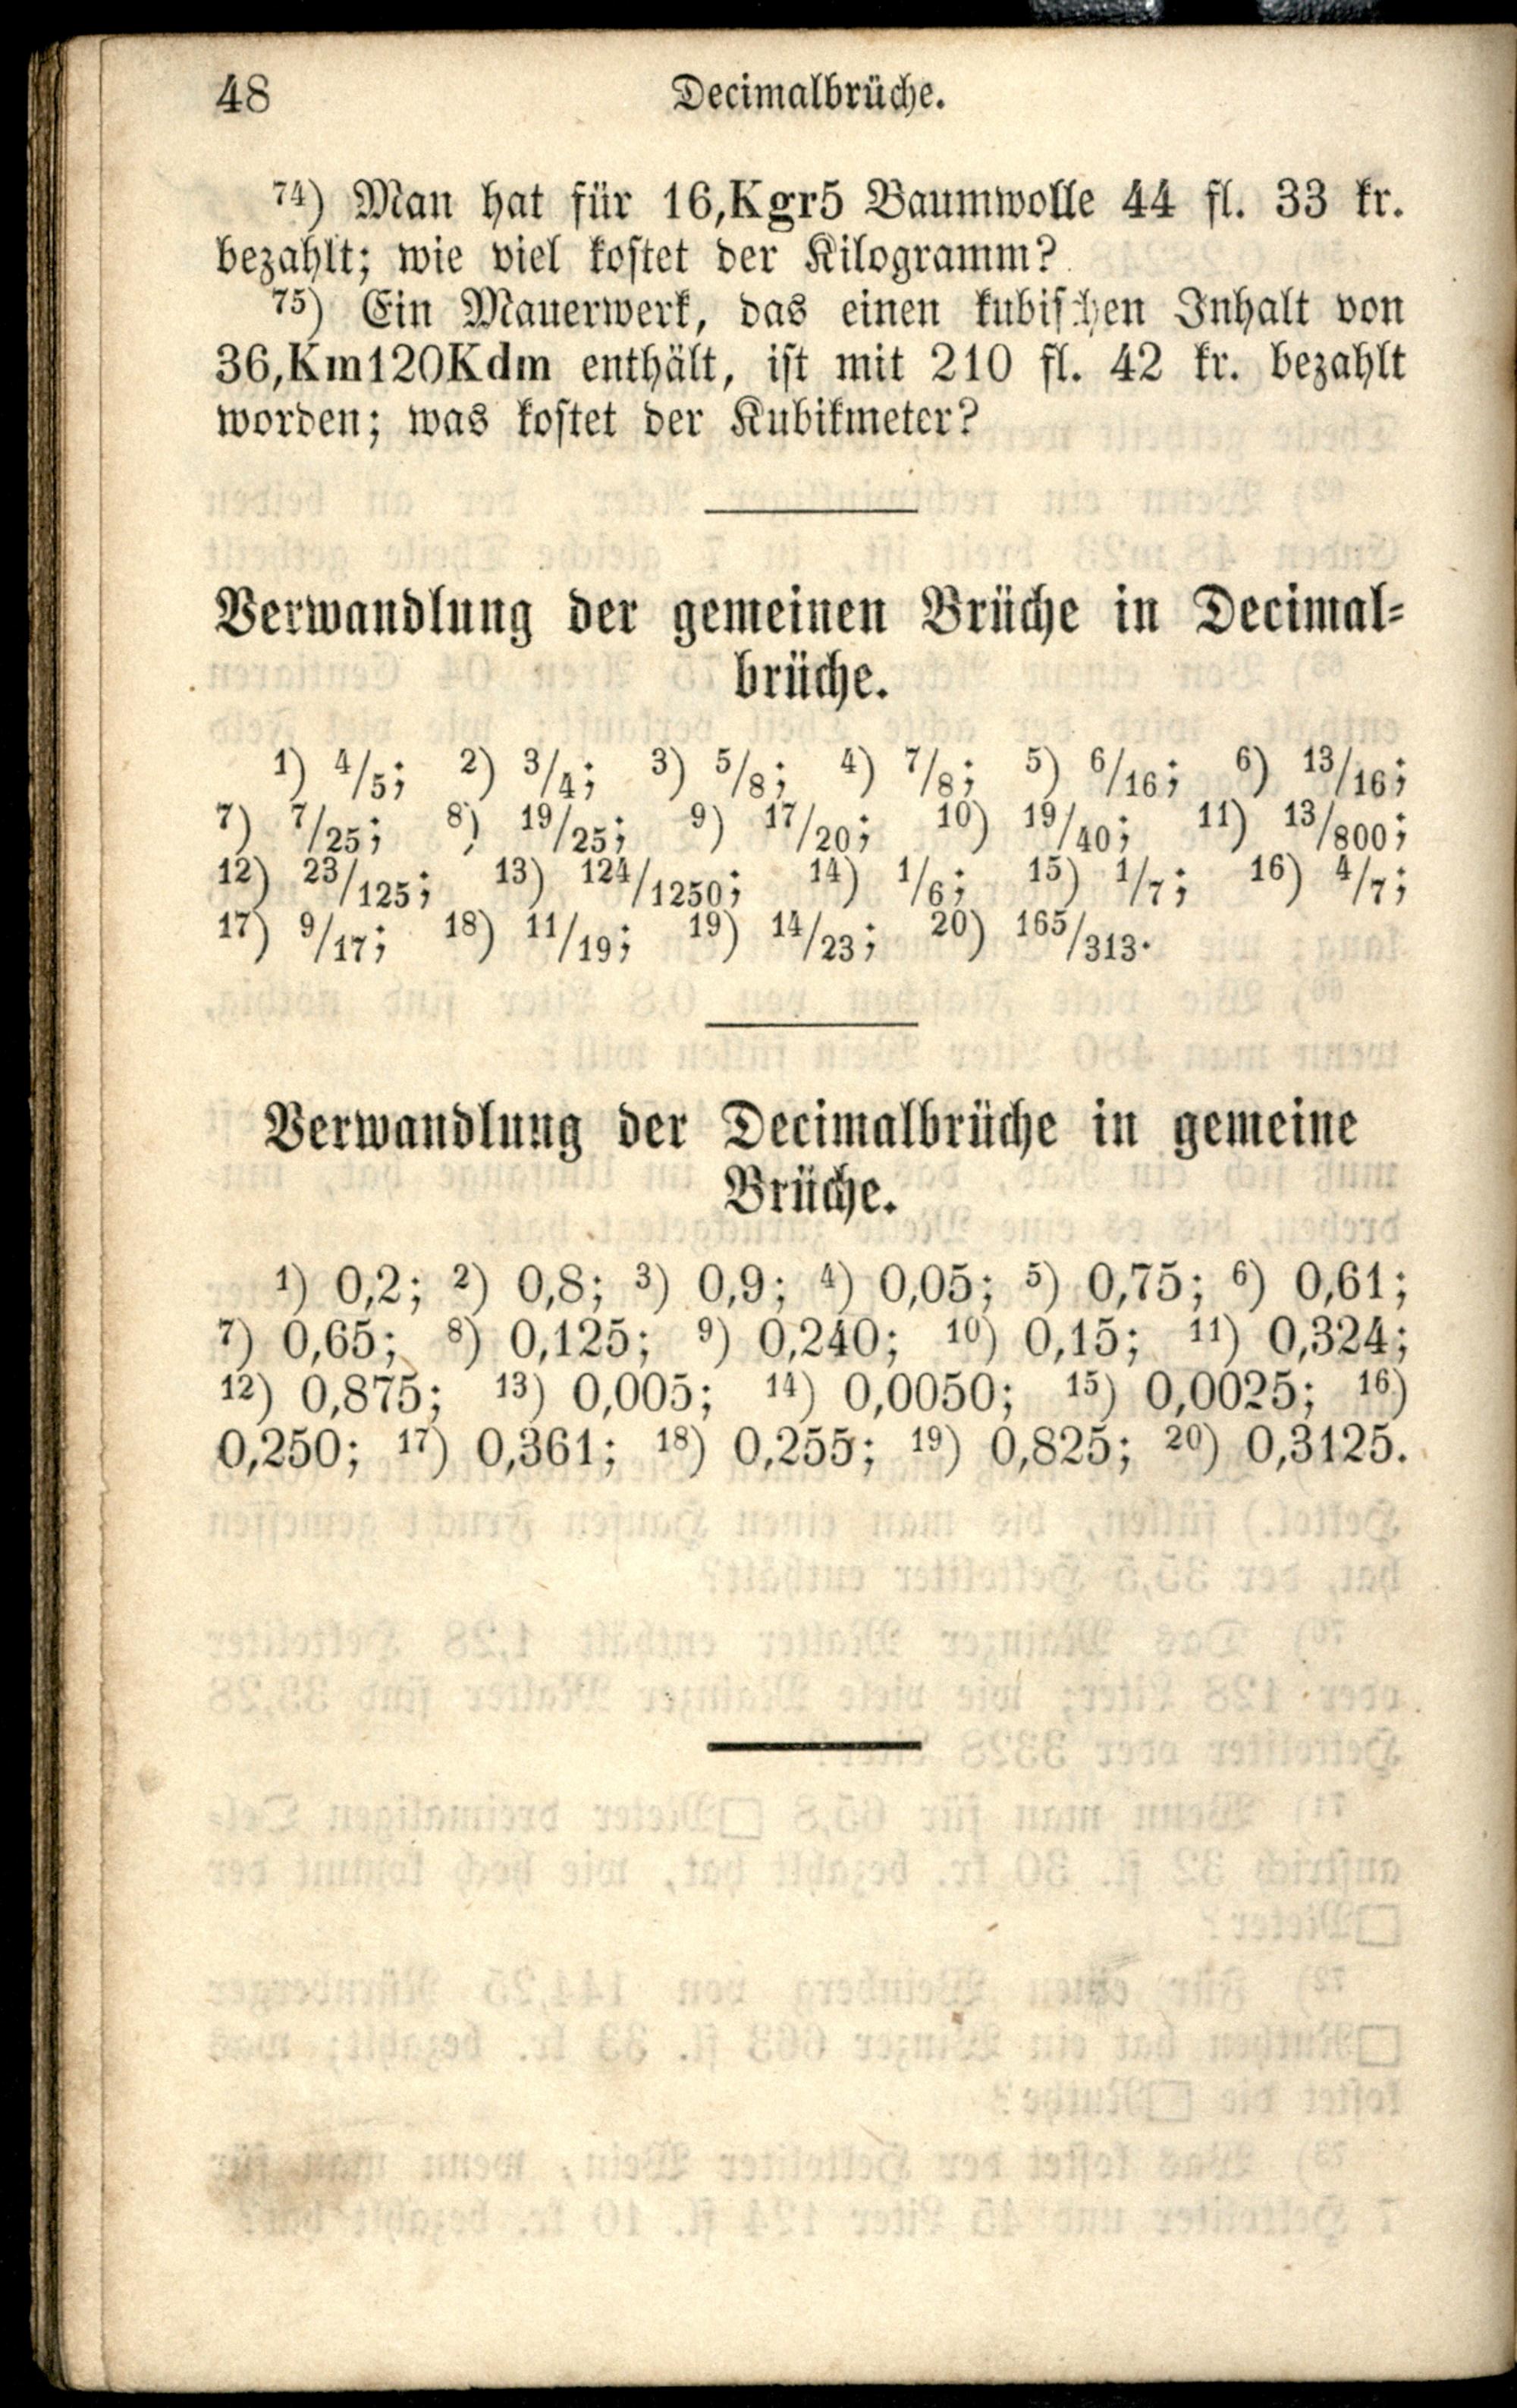 48 Decimalbrüche.
74) Man hat für 16,Kgr5 Baumwolle 44 fl. 33 kr.
bezahlt; wie viel kostet der Kilogramm?
75) Ein Mauerwerk, das einen kubischen Inhalt von
36,Km120Kdm enthält, ist mit 210 fl. 42 kr. bezahlt
worden; was kostet der Kubikmeter?
Verwandlung der gemeinen Brüche in Decimal-
brüche.
1) 4/5; 2) 3/4; 3) 5/8; 4) 7/8; 5) 6/16; 6) 13/16;
7) 7/25; 8) 19/25; 9) 17/20; 10) 19/40; 11) 13/800;
12) 23/125; 13) 124/1250; 14) 1/6; 15) 1/7; 16) 4/7;
17) 9/17; 18) 11/19; 19) 14/23; 20) 165/313.
Verwandlung der Decimalbrüche in gemeine
Brüche.
1) 0,2; 2) 0,8; 3) 0,9; 4) 0,05; 5) 0,75; 6) 0,61;
7) 0,65; 8) 0,125; 9) 0,240; 10) 0,15; 11) 0,324;
12) 0,875; 13) 0,005; 14) 0,0050; 15) 0,0025; 16)
0,250; 17) 0,361; 18) 0,255; 19) 0,825; 20) 0,3125.